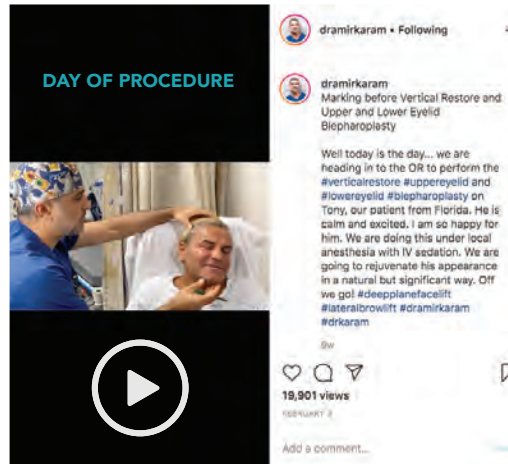 DAY OF PROCEDURE
dramirkaram • Following
dramirkaram
Marking before Vertical Restore and
Upper and Lower Eyelid
Blepharoplasty
Well today is the day... we are
heading in to the OR to perform the
#verticalrestore #uppereyelid and
#lowereyelid #blepharoplasty on
Tony, our patient from Florida. He is
calm and excited. I am so happy for
him. We are doing this under local
anesthesia with IV sedation. We are
going to rejuvenate his appearance
in a natural but significant way. Off
we go! #deepplanefacelift
#lateralbrowlift #dramirkaram
#drkaram
9w
19,901 views
Add a comment...